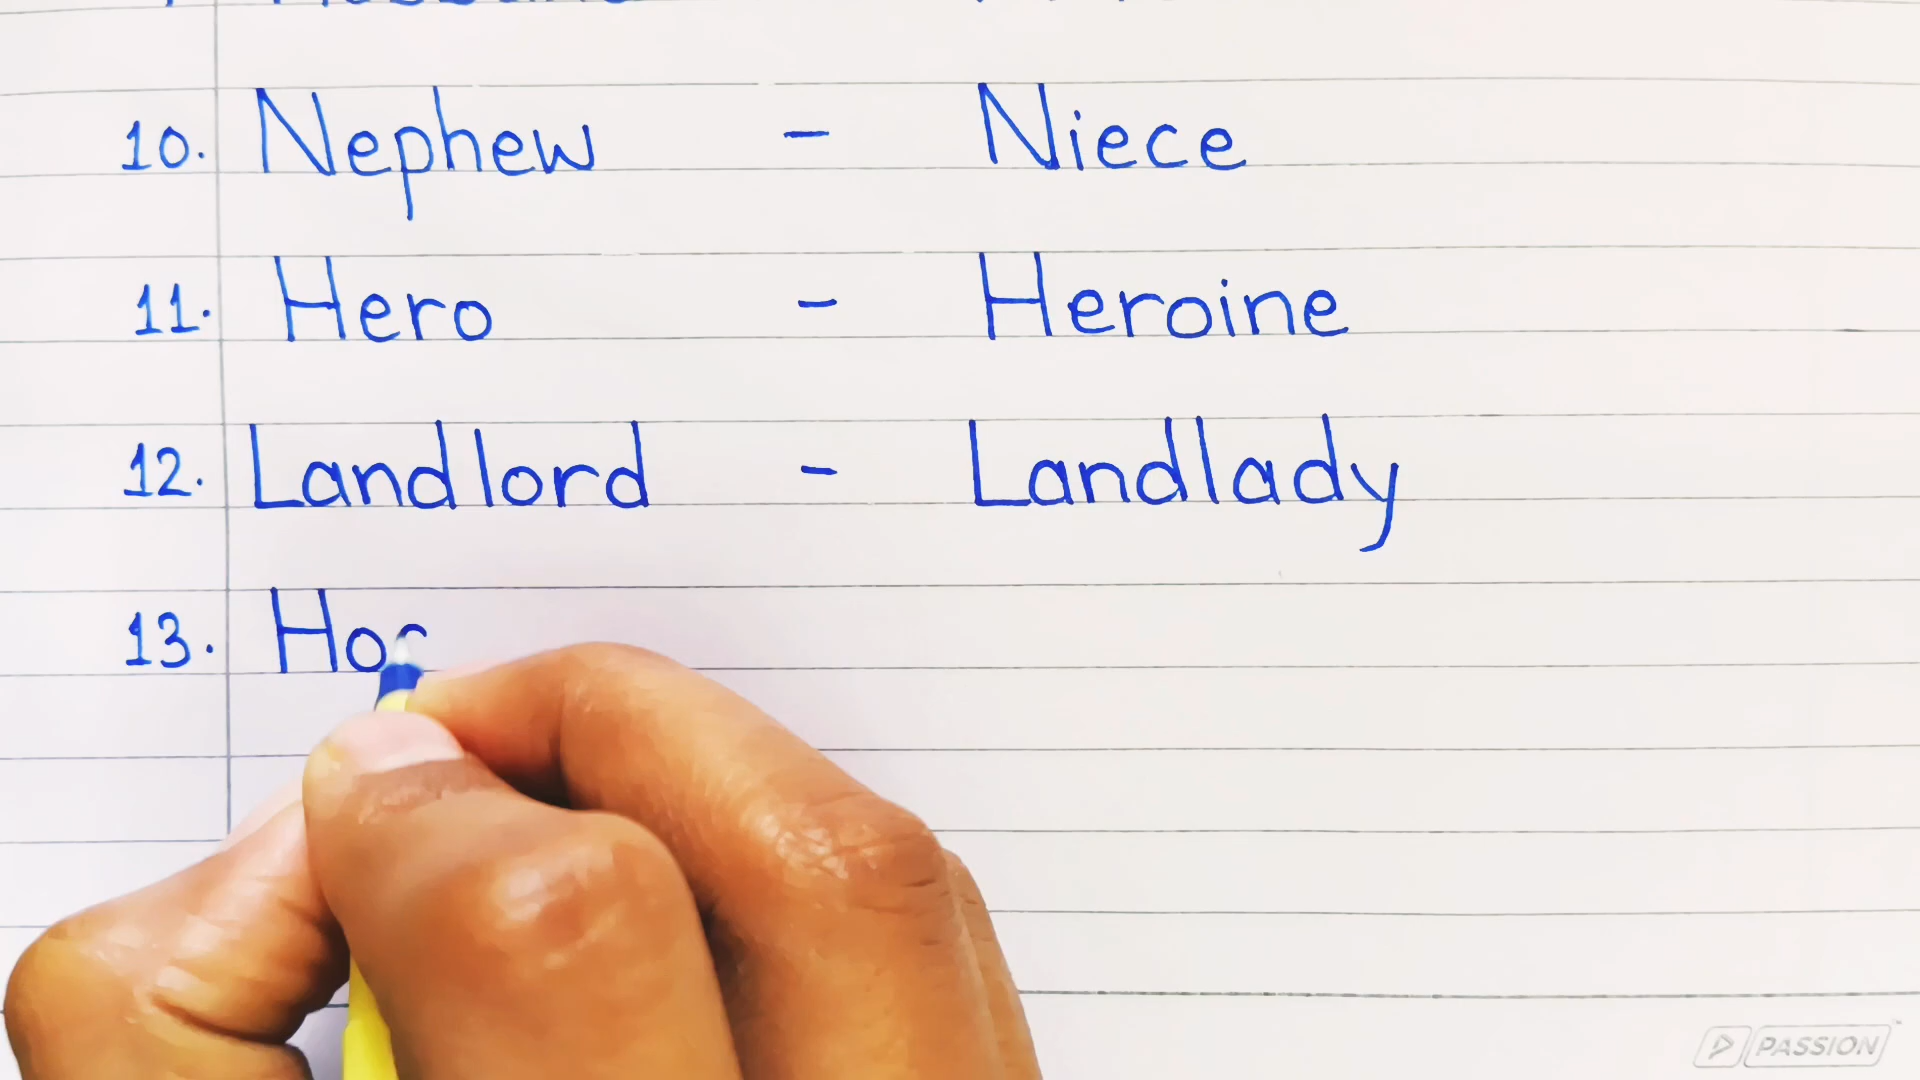 10. Nephew - Niece
11. Hero - Heroine
12. Landlord - Landlady
13. Ho
PASSION